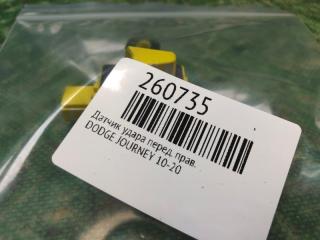 260735
Датчик удара перед. прав.
DODGE JOURNEY 10-20